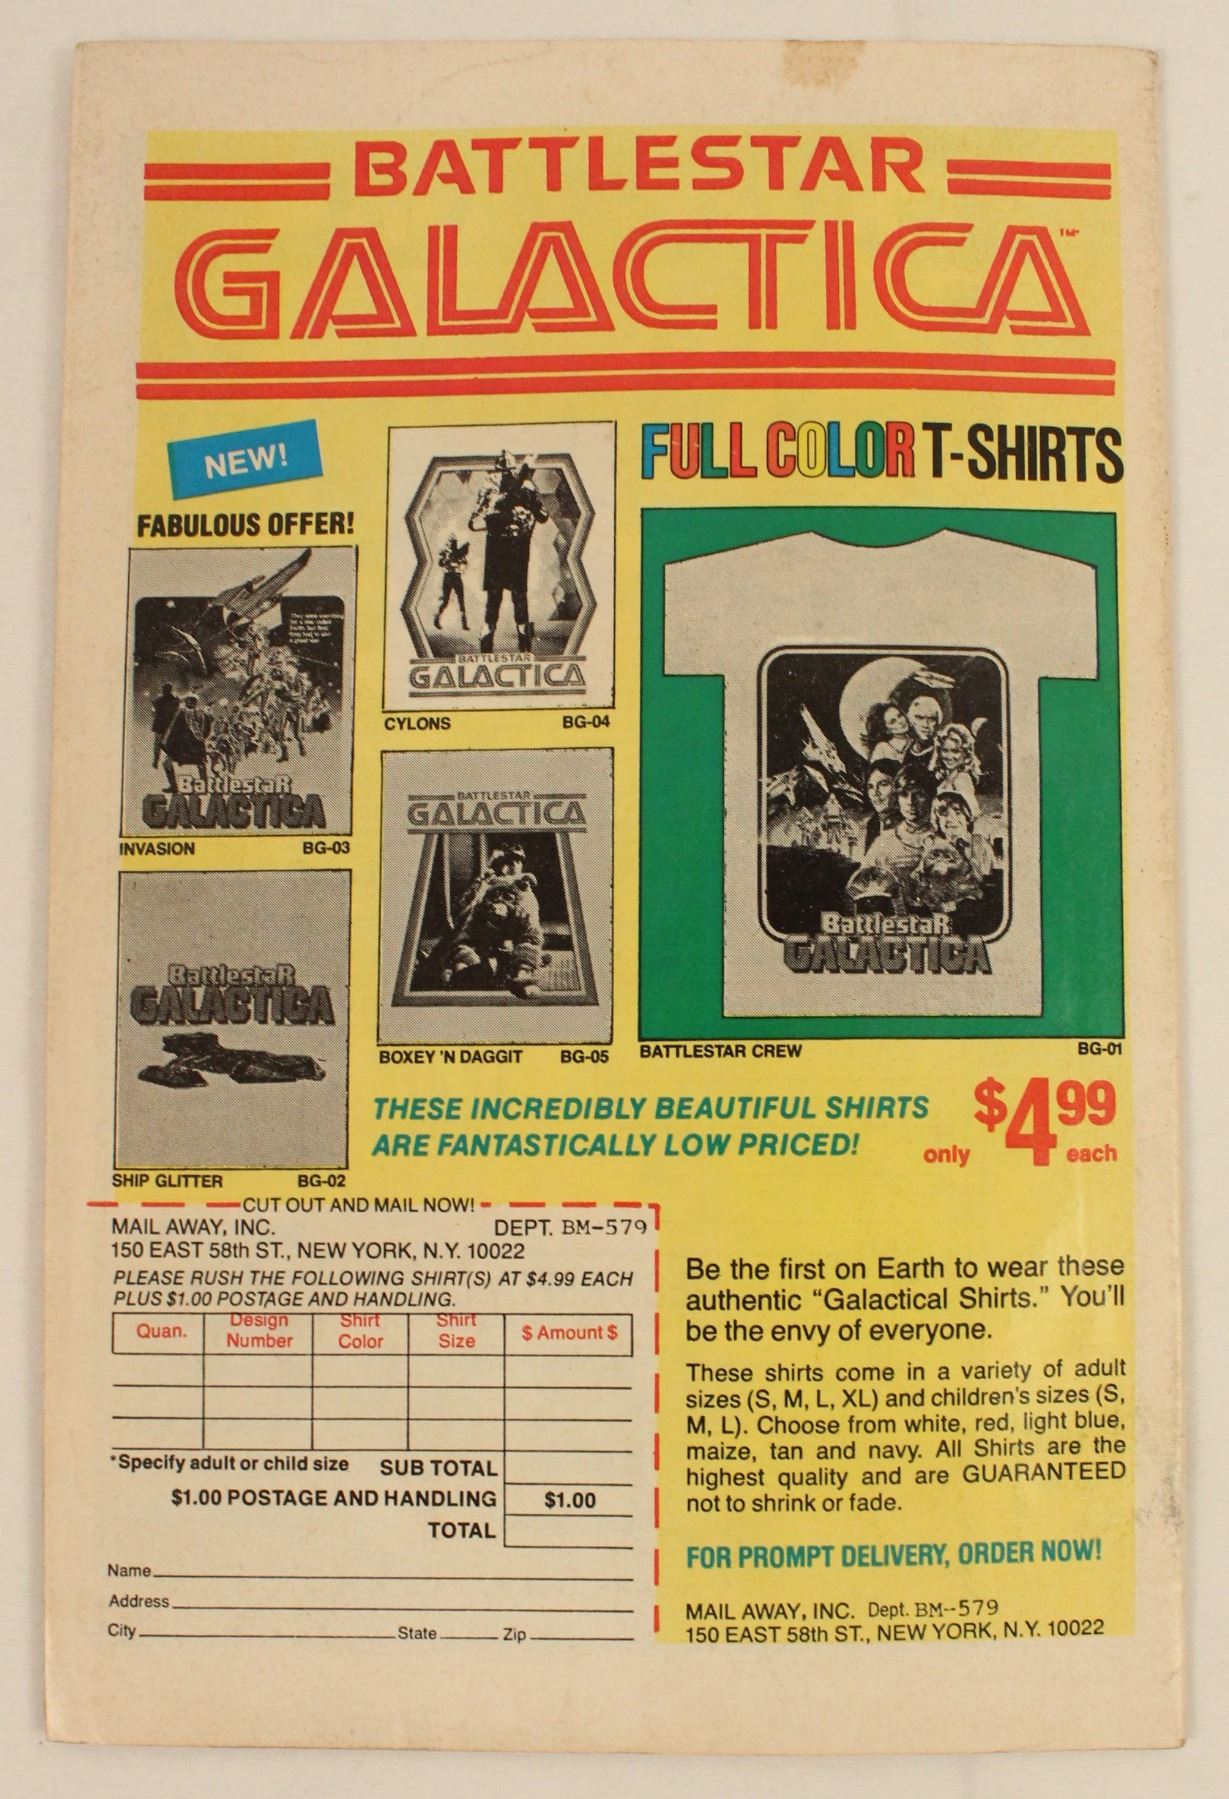 BATTLESTAR
GALACTICA™
NEW!
FABULOUS OFFER!
FULL COLOR T-SHIRTS
Battlestar
GALACTICA
INVASION BG-03
BATTLESTAR
GALACTICA
CYLONS BG-04
Battlestar
GALACTICA
SHIP GLITTER BG-02
BATTLESTAR
GALACTICA
BOXEY 'N DAGGIT BG-05
Battlestar
GALACTICA
BATTLESTAR CREW BG-01
THESE INCREDIBLY BEAUTIFUL SHIRTS
ARE FANTASTICALLY LOW PRICED!
only $4.99 each
CUT OUT AND MAIL NOW!
MAIL AWAY, INC. DEPT. BM-579
150 EAST 58th ST., NEW YORK, N.Y. 10022
PLEASE RUSH THE FOLLOWING SHIRT(S) AT $4.99 EACH
PLUS $1.00 POSTAGE AND HANDLING.
Quan. Design Number Shirt Color Shirt Size $ Amount $
*Specify adult or child size SUB TOTAL
$1.00 POSTAGE AND HANDLING $1.00
TOTAL
Name
Address
City State Zip
Be the first on Earth to wear these
authentic “Galactical Shirts.” You'll
be the envy of everyone.
These shirts come in a variety of adult
sizes (S, M, L, XL) and children's sizes (S,
M, L). Choose from white, red, light blue,
maize, tan and navy. All Shirts are the
highest quality and are GUARANTEED
not to shrink or fade.
FOR PROMPT DELIVERY, ORDER NOW!
MAIL AWAY, INC. Dept. BM--579
150 EAST 58th ST., NEW YORK, N.Y. 10022